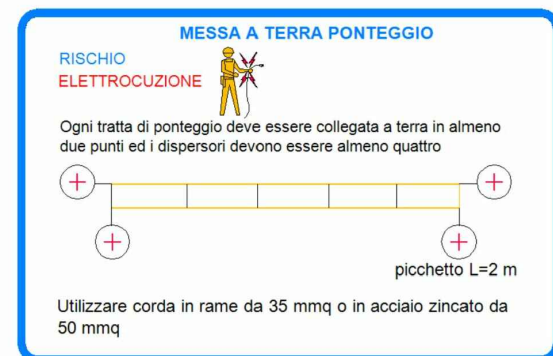 MESSA A TERRA PONTEGGIO
RISCHIO
ELETTROCUZIONE
Ogni tratta di ponteggio deve essere collegata a terra in almeno
due punti ed i dispersori devono essere almeno quattro
picchetto L=2 m
Utilizzare corda in rame da 35 mmq o in acciaio zincato da
50 mmq